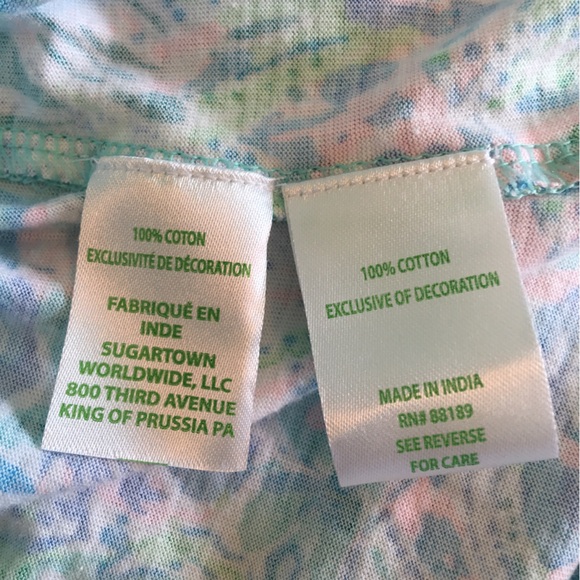 100% COTON
EXCLUSIVITÉ DE DÉCORATION
FABRIQUÉ EN
INDE
SUGARTOWN
WORLDWIDE, LLC
800 THIRD AVENUE
KING OF PRUSSIA PA
100% COTTON
EXCLUSIVE OF DECORATION
MADE IN INDIA
RN# 88189
SEE REVERSE
FOR CARE